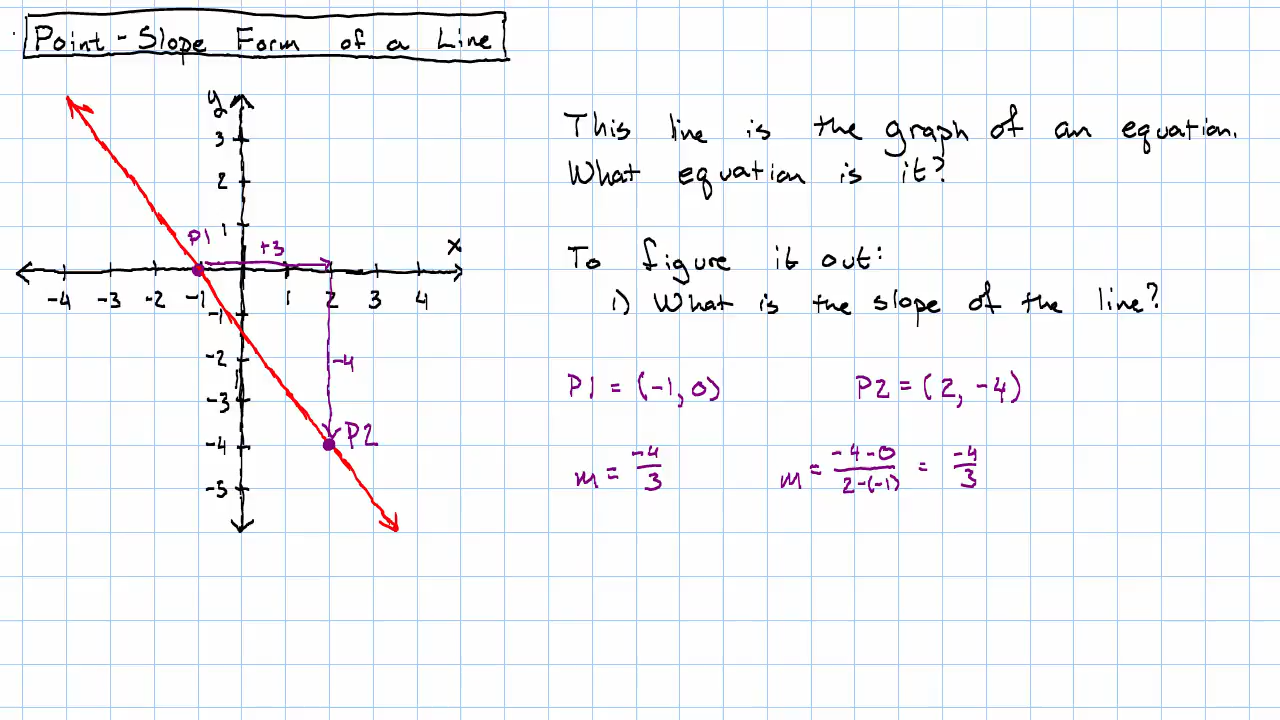 Point-Slope Form of a Line
This line is the graph of an equation.
What equation is it?
To figure it out:
1) What is the slope of the line?
P1 = (-1, 0) P2 = (2, -4)
m = -4/3 m = -4-0/2-(-1) = -4/3
y
3
2
1
P1
+3
x
-4 -3 -2 -1 1 2 3 4
-1
-2
-4
-3
-4
P2
-5